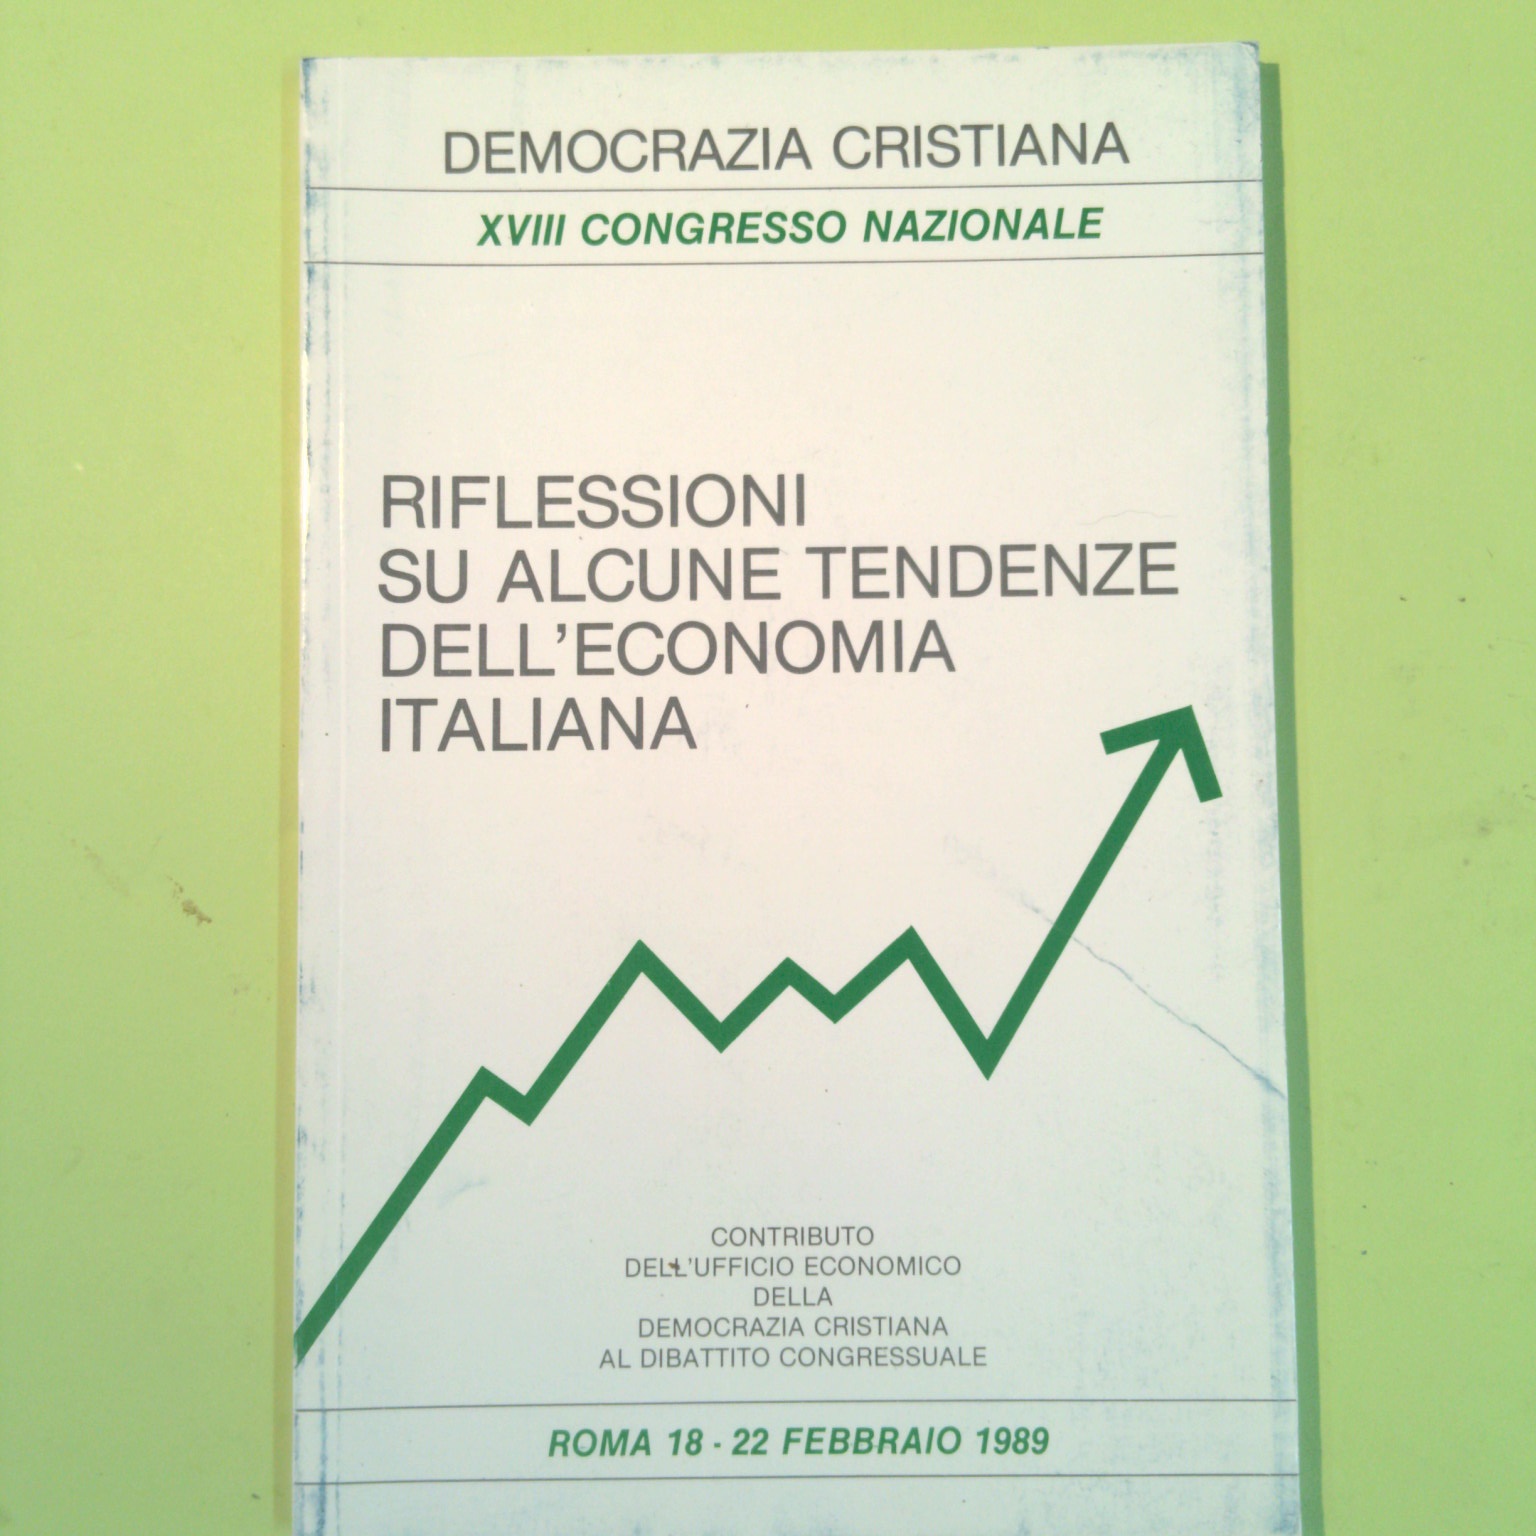 DEMOCRAZIA CRISTIANA
XVIII CONGRESSO NAZIONALE
RIFLESSIONI
SU ALCUNE TENDENZE
DELL'ECONOMIA
ITALIANA
CONTRIBUTO
DELL'UFFICIO ECONOMICO
DELLA
DEMOCRAZIA CRISTIANA
AL DIBATTITO CONGRESSUALE
ROMA 18 - 22 FEBBRAIO 1989